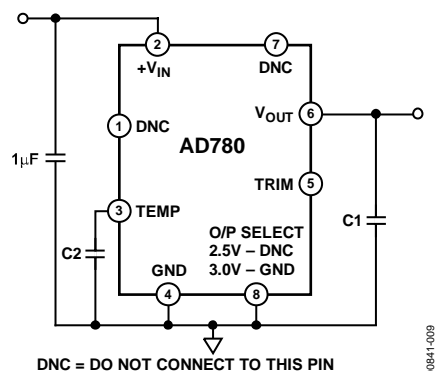 2
7
+VIN
DNC
1 DNC
VOUT 6
AD780
1μF
TRIM 5
3 TEMP
O/P SELECT
2.5V – DNC
3.0V – GND
C1
C2
GND
4
8
DNC = DO NOT CONNECT TO THIS PIN
00841-009